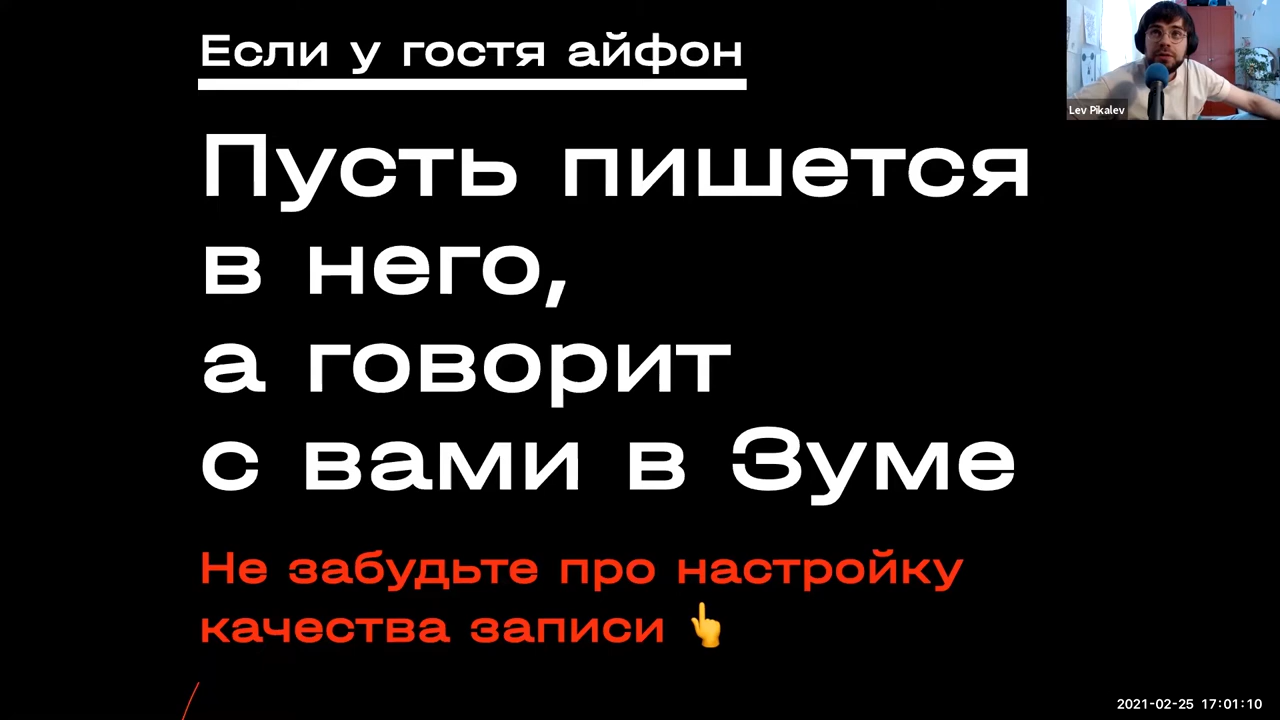 Если у гостя айфон
Пусть пишется
в него,
а говорит
с вами в Зуме
Не забудьте про настройку
качества записи
Lev Pikalev
2021-02-25 17:01:10